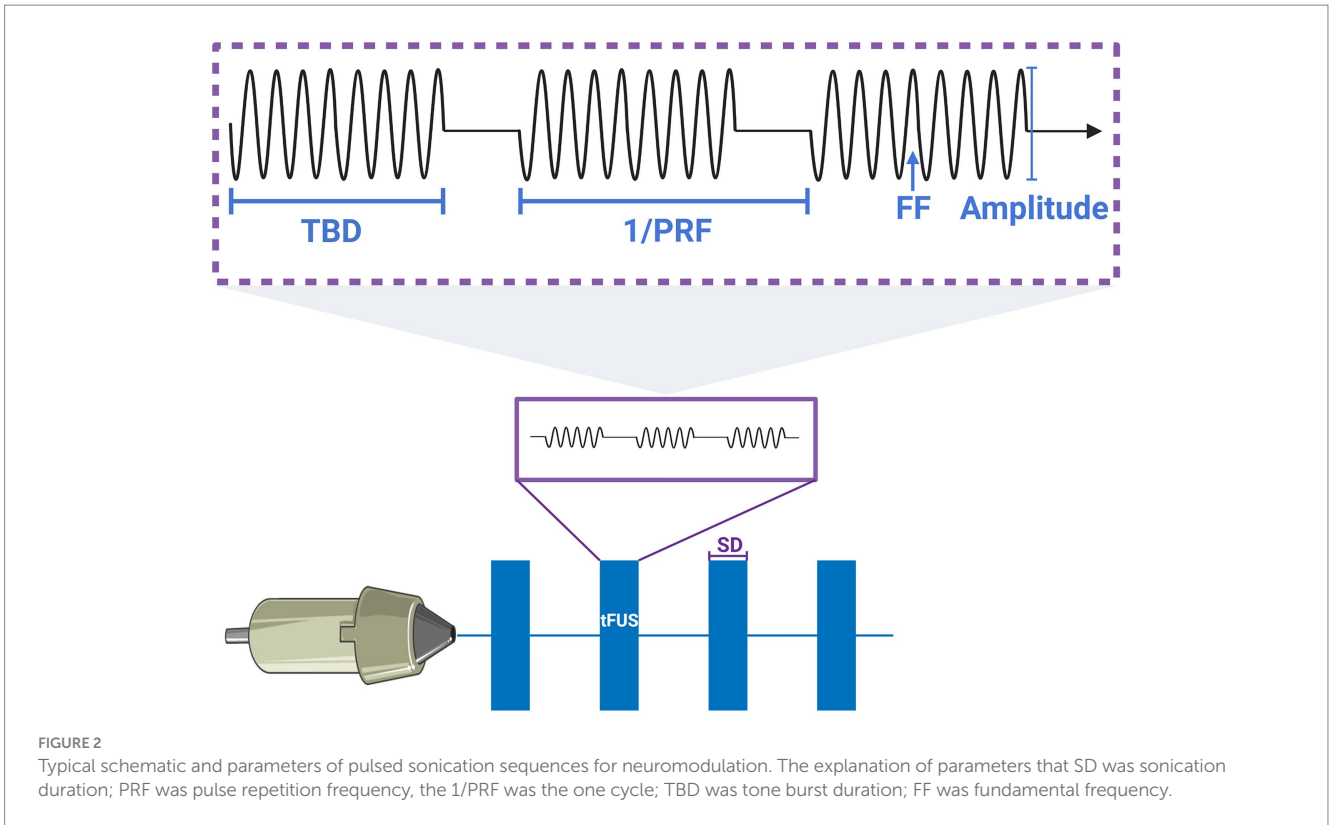 TBD
1/PRF
FF
Amplitude
SD
tFUS
FIGURE 2
Typical schematic and parameters of pulsed sonication sequences for neuromodulation. The explanation of parameters that SD was sonication
duration; PRF was pulse repetition frequency, the 1/PRF was the one cycle; TBD was tone burst duration; FF was fundamental frequency.